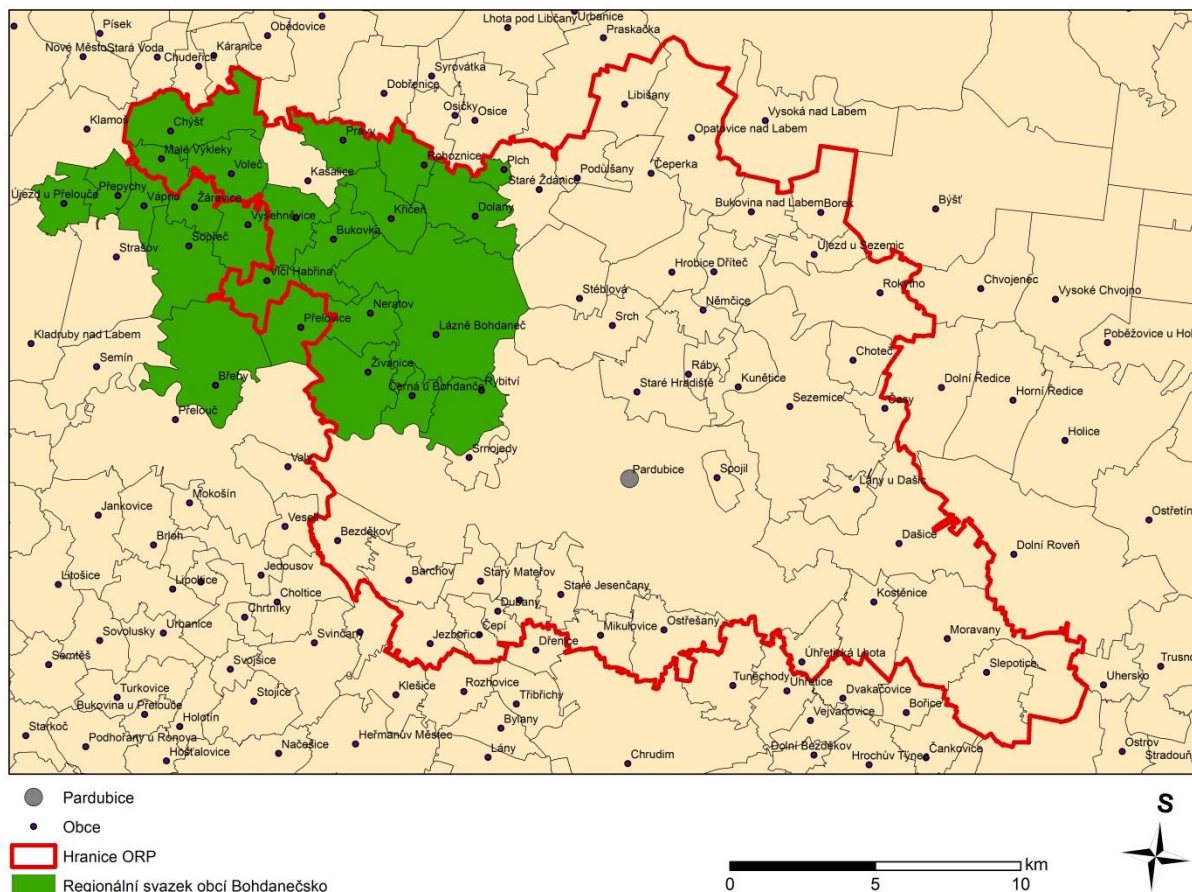 Písek
Obědovice
Lhota pod Libčany
Urbanice
Praskačka
Nové Město
Stará Voda
Káranice
Chudeřice
Syrovátka
Dobřenice
Libišany
Osičky
Osice
Vysoká nad Labem
Klamoš
Chýšť
Pravy
Opatovice nad Labem
Malé Výkleky
Voleč
Kasalice
Rohoznice
Plch
Podůlšany
Čeperka
Staré Ždánice
Újezd u Přelouče
Přepychy
Vápno
Žáravice
Vyšehněvice
Křičeň
Dolany
Bukovina nad Labem
Borek
Býšť
Strašov
Sopřeč
Bukovka
Újezd u Sezemic
Vlčí Habřina
Hrobice
Dříteč
Rokytno
Chvojenec
Vysoké Chvojno
Stéblová
Neratov
Němčice
Přelovice
Lázně Bohdaneč
Srch
Kladruby nad Labem
Semín
Poběžovice u Hol
Choteč
Břehy
Živanice
Černá u Bohdanče
Rybitví
Ráby
Staré Hradiště
Kunětice
Dolní Ředice
Horní Ředice
Přelouč
Sezemice
Časy
Holice
Srnojedy
Valy
Pardubice
Spojil
Lány u Dašic
Mokošín
Jankovice
Veselí
Bezděkov
Ostřetín
Brloh
Dašice
Dolní Roveň
Litošice
Lipoltice
Jedousov
Barchov
Starý Mateřov
Staré Jesenčany
Choltice
Dubany
Kostěnice
Chrtníky
Urbanice
Sovolusky
Svinčany
Jezbořice
Čepí
Dřenice
Mikulovice
Ostřešany
Moravany
Semtěš
Svojšice
Úhřetická Lhota
Slepotice
Trusno
Turkovice
Stojice
Klešice
Rozhovice
Třibřichy
Tuněchody
Úhřetice
Dvakačovice
Uhersko
Bukovina u Přelouče
Bořice
Starkoč
Holotín
Bylany
Vejvanovice
Podhořany u Ronova
Načešice
Heřmanův Městec
Hošťalovice
Lány
Chrudim
Dolní Bezděkov
Hrochův Týnec
Čankovice
Ostrov
Stradouň
Pardubice
Obce
Hranice ORP
Regionální svazek obcí Bohdanečsko
km
0 5 10
S